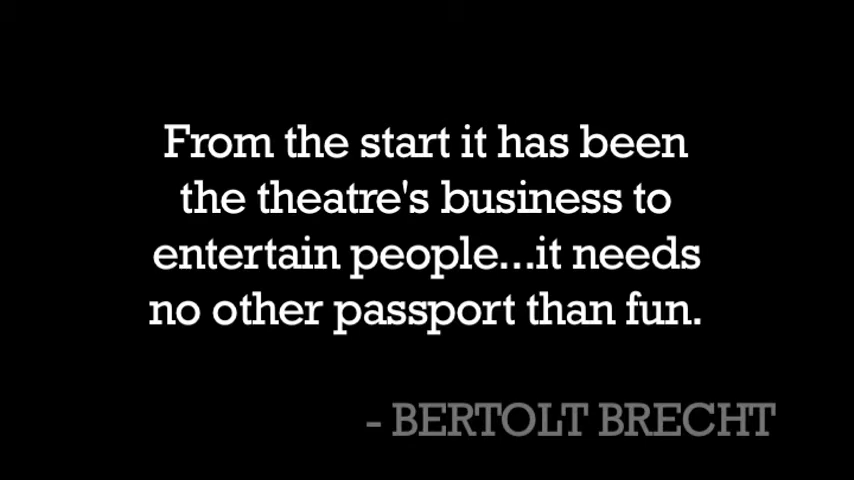 From the start it has been
the theatre's business to
entertain people...it needs
no other passport than fun.
- BERTOLT BRECHT